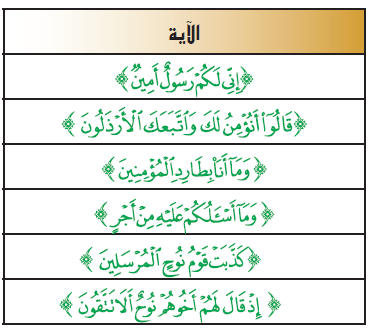 الآية
﴿إِنِّي لَكُمْ رَسُولٌ أَمِينٌ﴾
﴿قَالُوٓا۟ أَنُؤْمِنُ لَكَ وَٱتَّبَعَكَ ٱلْأَرْذَلُونَ﴾
﴿وَمَآ أَنَا۠ بِطَارِدِ ٱلْمُؤْمِنِينَ﴾
﴿وَمَآ أَسْـَٔلُكُمْ عَلَيْهِ مِنْ أَجْرٍ﴾
﴿كَذَّبَتْ قَوْمُ نُوحٍ ٱلْمُرْسَلِينَ﴾
﴿إِذْ قَالَ لَهُمْ أَخُوهُمْ نُوحٌ أَلَا تَتَّقُونَ﴾